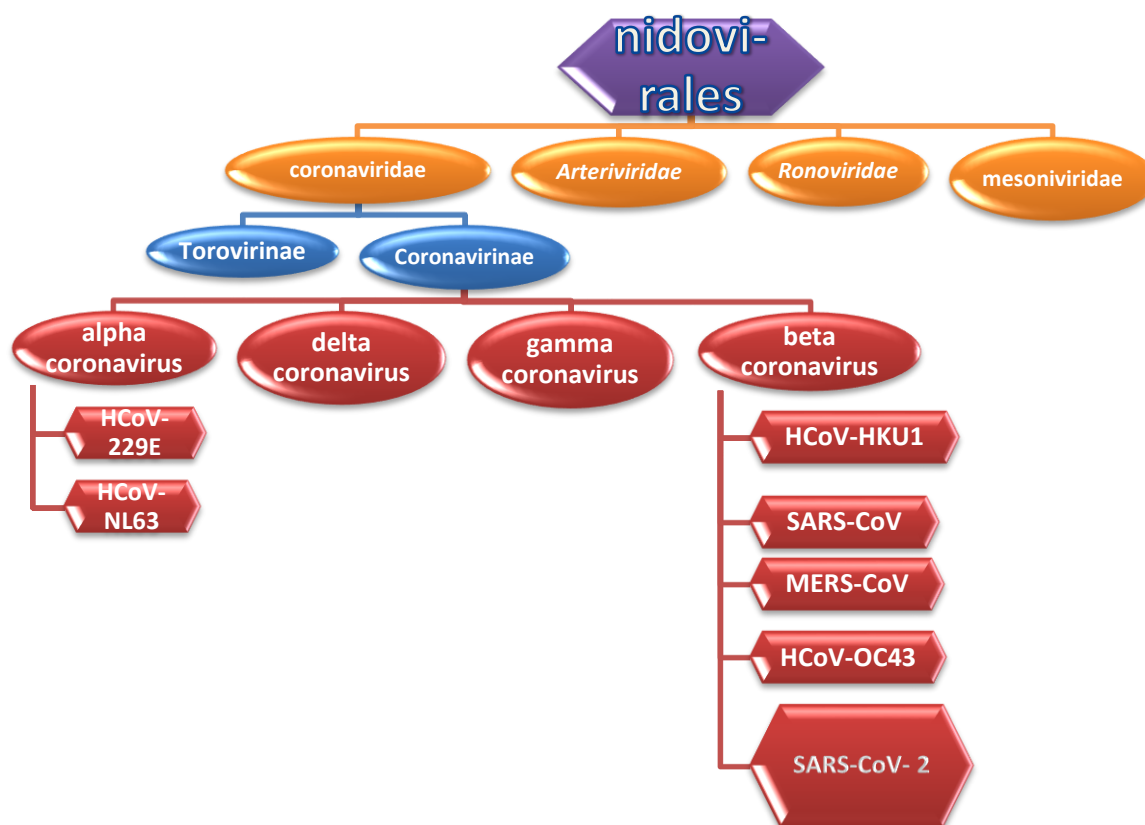 nidovi-
rales
coronaviridae
Arteriviridae
Ronoviridae
mesoniviridae
Torovirinae
Coronavirinae
alpha
coronavirus
delta
coronavirus
gamma
coronavirus
beta
coronavirus
HCoV-
229E
HCoV-
NL63
HCoV-HKU1
SARS-CoV
MERS-CoV
HCoV-OC43
SARS-CoV- 2